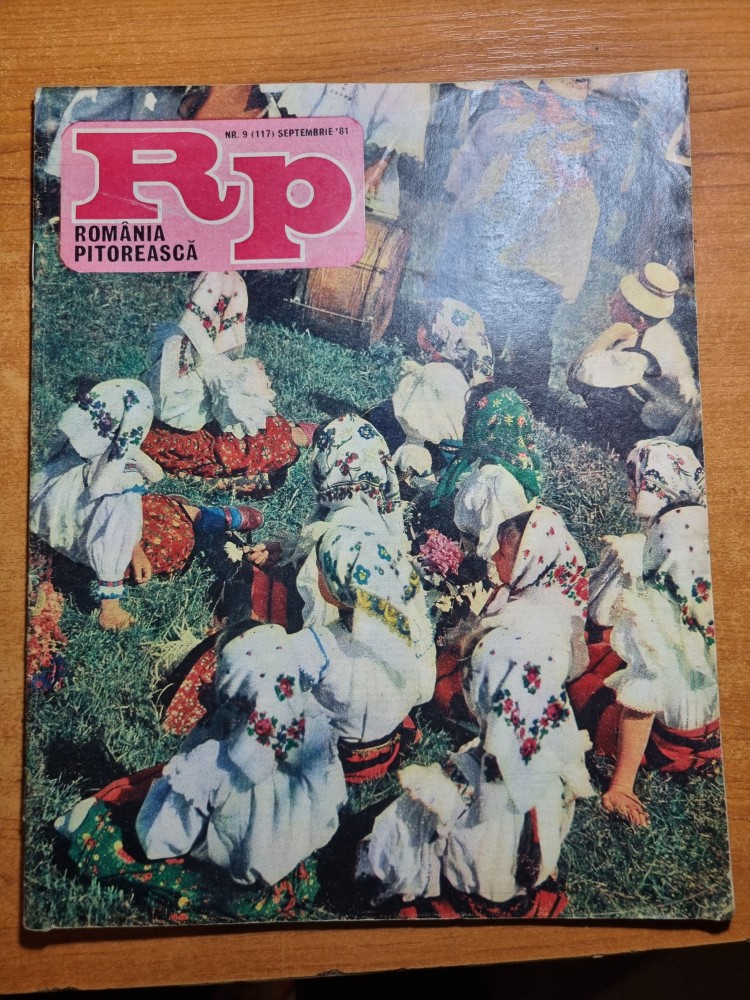 NR. 9 (117) SEPTEMBRIE '81
Rp
ROMÂNIA
PITOREASCĂ